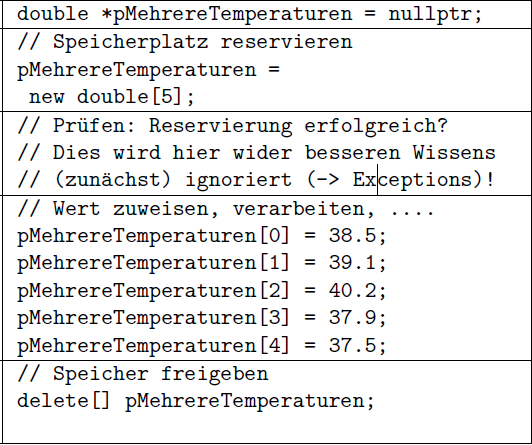 double *pMehrereTemperaturen = nullptr;
// Speicherplatz reservieren
pMehrereTemperaturen =
new double[5];
// Prüfen: Reservierung erfolgreich?
// Dies wird hier wider besseren Wissens
// (zunächst) ignoriert (-> Exceptions)!
// Wert zuweisen, verarbeiten, ....
pMehrereTemperaturen[0] = 38.5;
pMehrereTemperaturen[1] = 39.1;
pMehrereTemperaturen[2] = 40.2;
pMehrereTemperaturen[3] = 37.9;
pMehrereTemperaturen[4] = 37.5;
// Speicher freigeben
delete[] pMehrereTemperaturen;